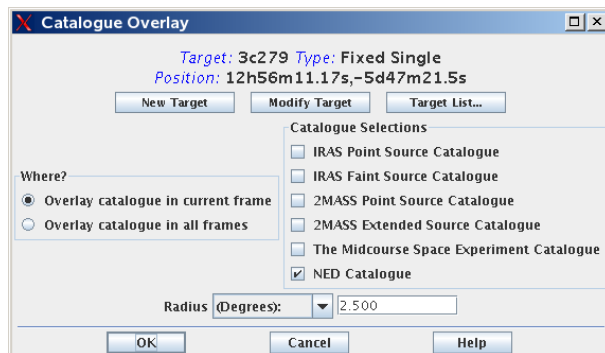 Catalogue Overlay
Target: 3c279 Type: Fixed Single
Position: 12h56m11.17s,-5d47m21.5s
New Target Modify Target Target List...
Catalogue Selections
IRAS Point Source Catalogue
IRAS Faint Source Catalogue
2MASS Point Source Catalogue
2MASS Extended Source Catalogue
The Midcourse Space Experiment Catalogue
NED Catalogue
Where?
Overlay catalogue in current frame
Overlay catalogue in all frames
Radius (Degrees): 2.500
OK Cancel Help